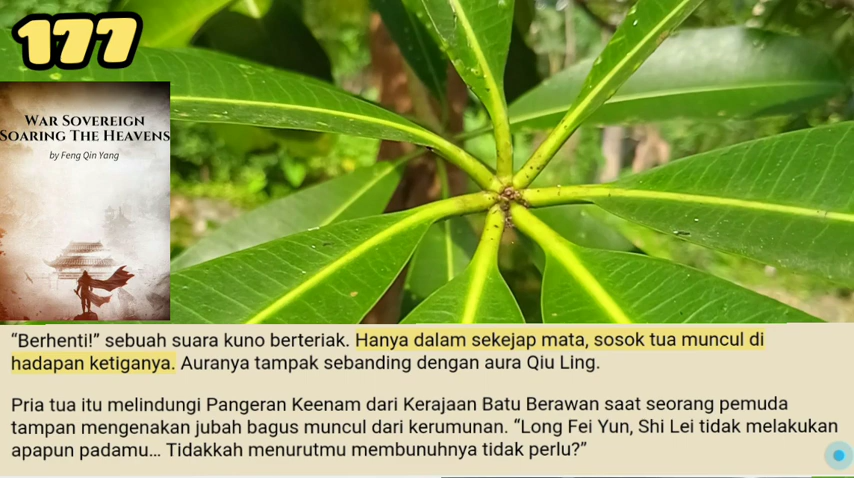 177
WAR SOVEREIGN
SOARING THE HEAVENS
by Feng Qin Yang
“Berhenti!” sebuah suara kuno berteriak. Hanya dalam sekejap mata, sosok tua muncul di
hadapan ketiganya. Auranya tampak sebanding dengan aura Qiu Ling.
Pria tua itu melindungi Pangeran Keenam dari Kerajaan Batu Berawan saat seorang pemuda
tampan mengenakan jubah bagus muncul dari kerumunan. “Long Fei Yun, Shi Lei tidak melakukan
apapun padamu... Tidakkah menurutmu membunuhnya tidak perlu?”